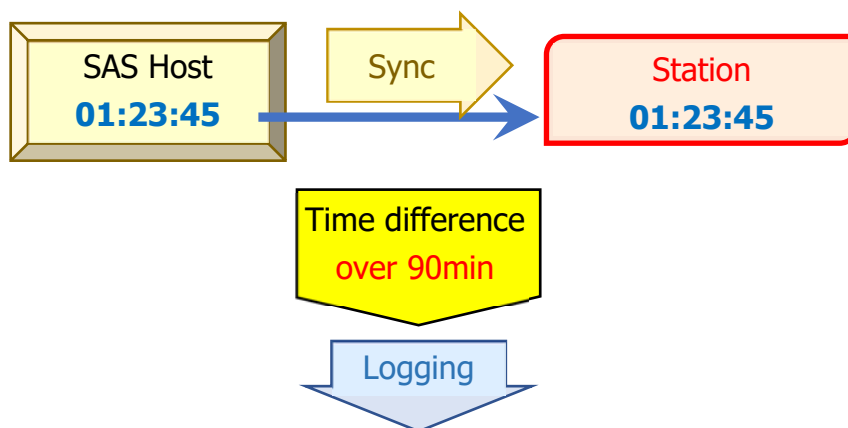 SAS Host
01:23:45
Sync
Station
01:23:45
Time difference
over 90min
Logging